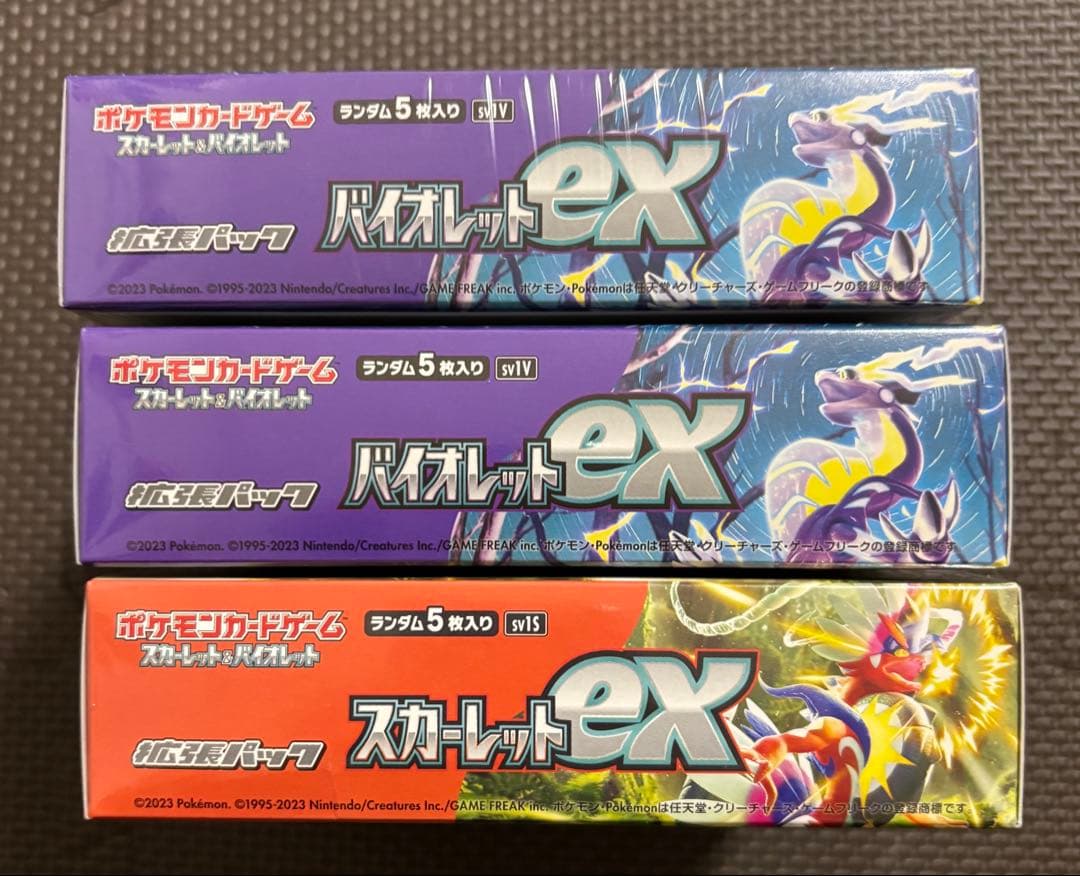 ポケモンカードゲーム
スカーレット&バイオレット
ランダム5枚入り sv1V
バイオレットex
拡張パック
©2023 Pokémon. ©1995-2023 Nintendo/Creatures Inc./GAME FREAK inc. ポケモン・Pokémonは任天堂・クリーチャーズ・ゲームフリークの登録商標です
ポケモンカードゲーム
スカーレット&バイオレット
ランダム5枚入り sv1V
バイオレットex
拡張パック
©2023 Pokémon. ©1995-2023 Nintendo/Creatures Inc./GAME FREAK inc. ポケモン・Pokémonは任天堂・クリーチャーズ・ゲームフリークの登録商標です
ポケモンカードゲーム
スカーレット&バイオレット
ランダム5枚入り sv1S
スカーレットex
拡張パック
©2023 Pokémon. ©1995-2023 Nintendo/Creatures Inc./GAME FREAK inc. ポケモン・Pokémonは任天堂・クリーチャーズ・ゲームフリークの登録商標です